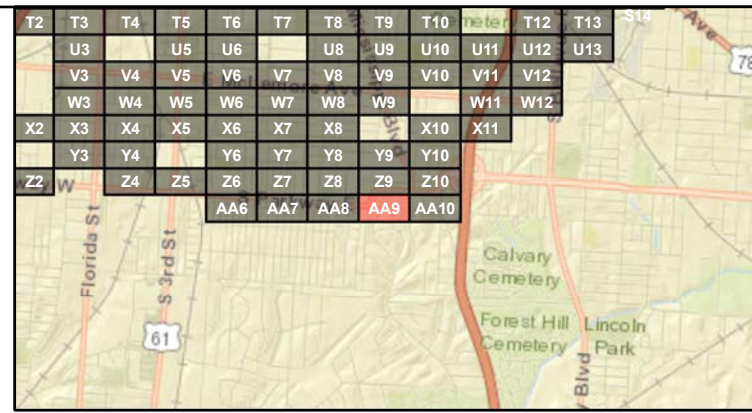 T2 T3 T4 T5 T6 T7 T8 T9 T10 T12 T13 S14
U3 U5 U6 U8 U9 U10 U11 U12 U13
78
V3 V4 V5 V6 V7 V8 V9 V10 V11 V12
W3 W4 W5 W6 W7 W8 W9 W11 W12
X2 X3 X4 X5 X6 X7 X8 X10 X11
Y3 Y4 Y6 Y7 Y8 Y9 Y10
Z2 Z4 Z5 Z6 Z7 Z8 Z9 Z10
AA6 AA7 AA8 AA9 AA10
Florida St
S 3rd St
61
Calvary
Cemetery
Forest Hill
Cemetery
Lincoln
Park
Blvd